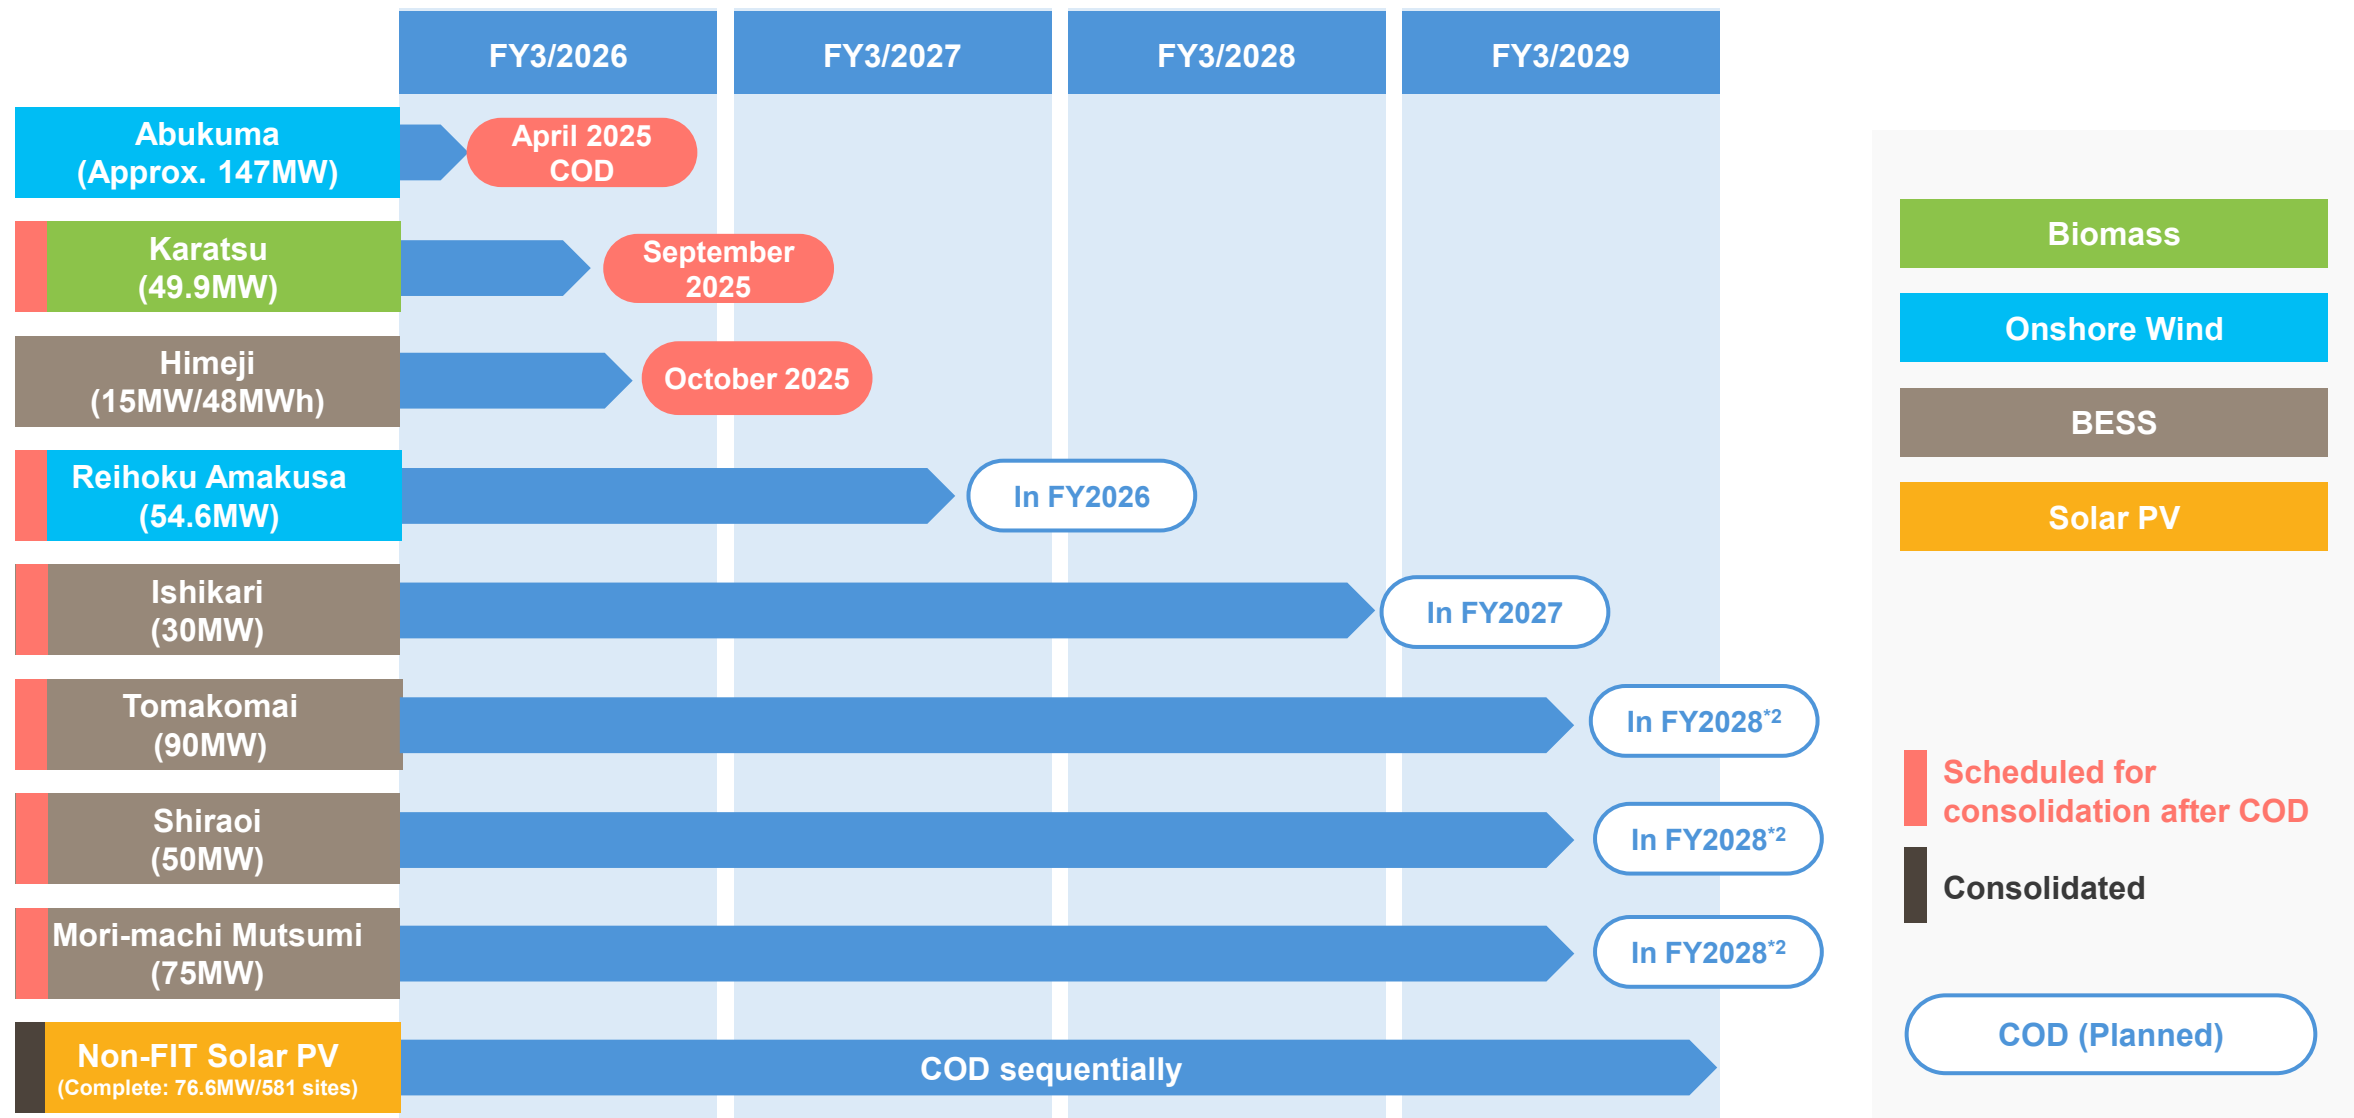 FY3/2026
FY3/2027
FY3/2028
FY3/2029
Abukuma
(Approx. 147MW)
April 2025
COD
Karatsu
(49.9MW)
September
2025
Himeji
(15MW/48MWh)
October 2025
Reihoku Amakusa
(54.6MW)
In FY2026
Ishikari
(30MW)
In FY2027
Tomakomai
(90MW)
In FY2028*2
Shiraoi
(50MW)
In FY2028*2
Mori-machi Mutsumi
(75MW)
In FY2028*2
Non-FIT Solar PV
(Complete: 76.6MW/581 sites)
COD sequentially
Biomass
Onshore Wind
BESS
Solar PV
Scheduled for
consolidation after COD
Consolidated
COD (Planned)